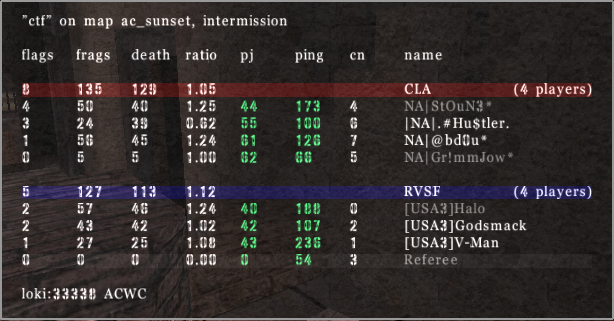 "ctf" on map ac_sunset, intermission
flags frags death ratio pj ping cn name
8 135 129 1.05 CLA (4 players)
4 50 40 1.25 44 173 4 NA|StOuN3*
3 24 39 0.62 55 100 6 |NA|.#Hu$tler.
1 56 45 1.24 61 126 7 NA|@bd0u*
0 5 5 1.00 62 66 5 NA|Gr!mmJow*
5 127 113 1.12 RVSF (4 players)
2 57 46 1.24 40 188 0 [USA3]Halo
2 43 42 1.02 42 107 2 [USA3]Godsmack
1 27 25 1.08 43 236 1 [USA3]V-Man
0 0 0 0.00 0 54 3 Referee
loki:33338 ACWC